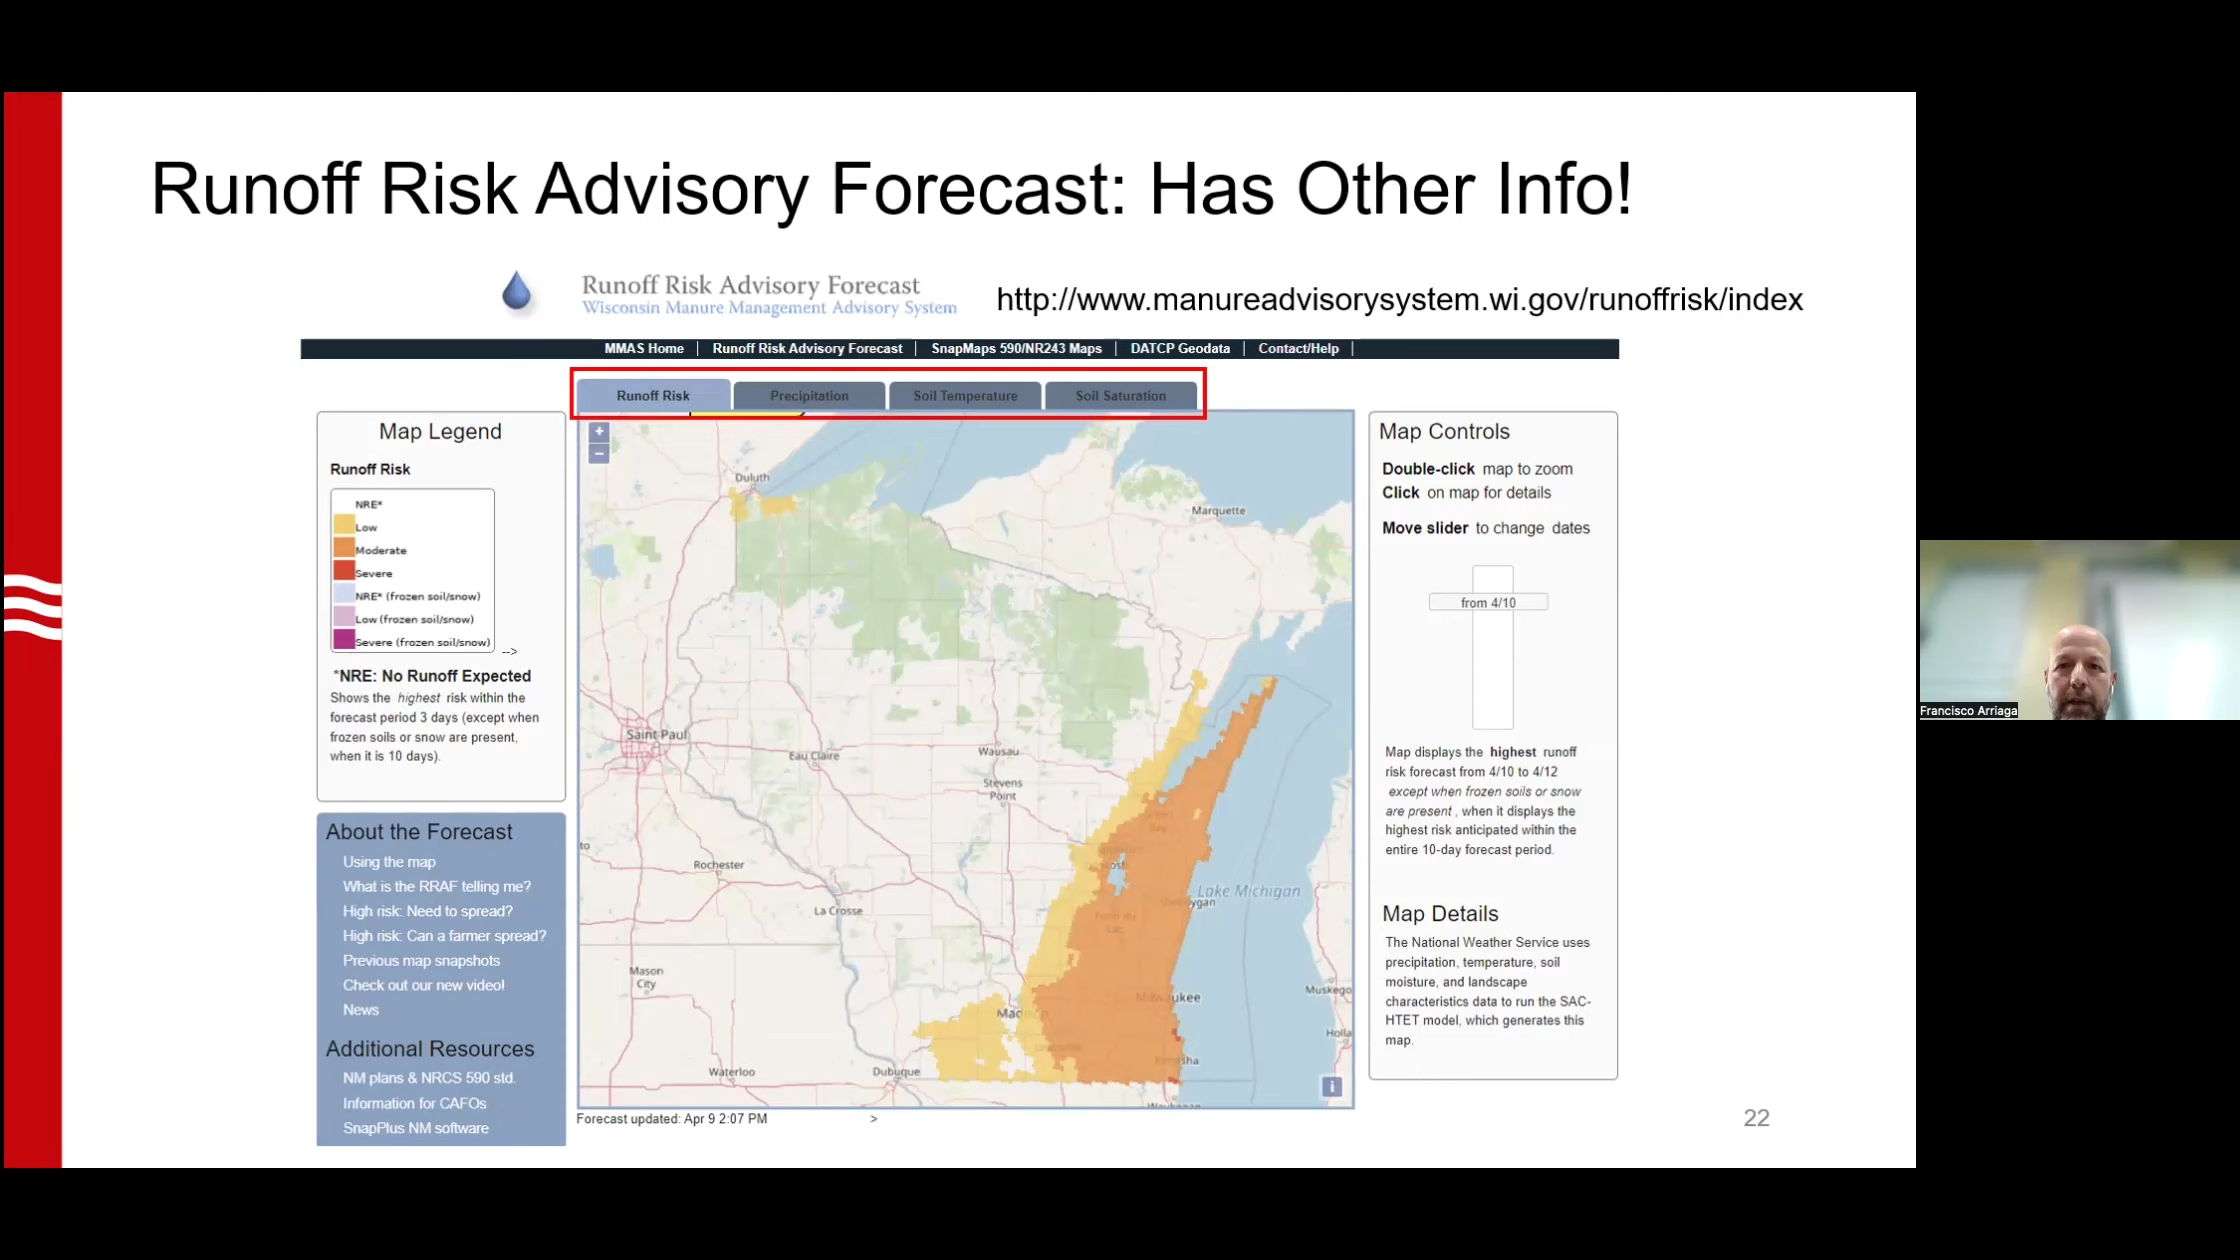 Runoff Risk Advisory Forecast: Has Other Info!
Runoff Risk Advisory Forecast
Wisconsin Manure Management Advisory System
http://www.manureadvisorysystem.wi.gov/runoffrisk/index
MMAS Home | Runoff Risk Advisory Forecast | SnapMaps 590/NR243 Maps | DATCP Geodata | Contact/Help |
Runoff Risk
Precipitation
Soil Temperature
Soil Saturation
Map Legend
Runoff Risk
NRE*
Low
Moderate
Severe
NRE* (frozen soil/snow)
Low (frozen soil/snow)
Severe (frozen soil/snow)
-->
*NRE: No Runoff Expected
Shows the highest risk within the
forecast period 3 days (except when
frozen soils or snow are present,
when it is 10 days).
About the Forecast
Using the map
What is the RRAF telling me?
High risk: Need to spread?
High risk: Can a farmer spread?
Previous map snapshots
Check out our new video!
News
Additional Resources
NM plans & NRCS 590 std.
Information for CAFOs
SnapPlus NM software
+
−
Duluth
Marquette
Saint Paul
Eau Claire
Wausau
Stevens
Point
Rochester
La Crosse
Lake Michigan
Mason
City
Muskego
Holla
Waterloo
Dubuque
i
Forecast updated: Apr 9 2:07 PM
>
Map Controls
Double-click map to zoom
Click on map for details
Move slider to change dates
from 4/10
Map displays the highest runoff
risk forecast from 4/10 to 4/12
except when frozen soils or snow
are present , when it displays the
highest risk anticipated within the
entire 10-day forecast period.
Map Details
The National Weather Service uses
precipitation, temperature, soil
moisture, and landscape
characteristics data to run the SAC-
HTET model, which generates this
map.
22
Francisco Arriaga